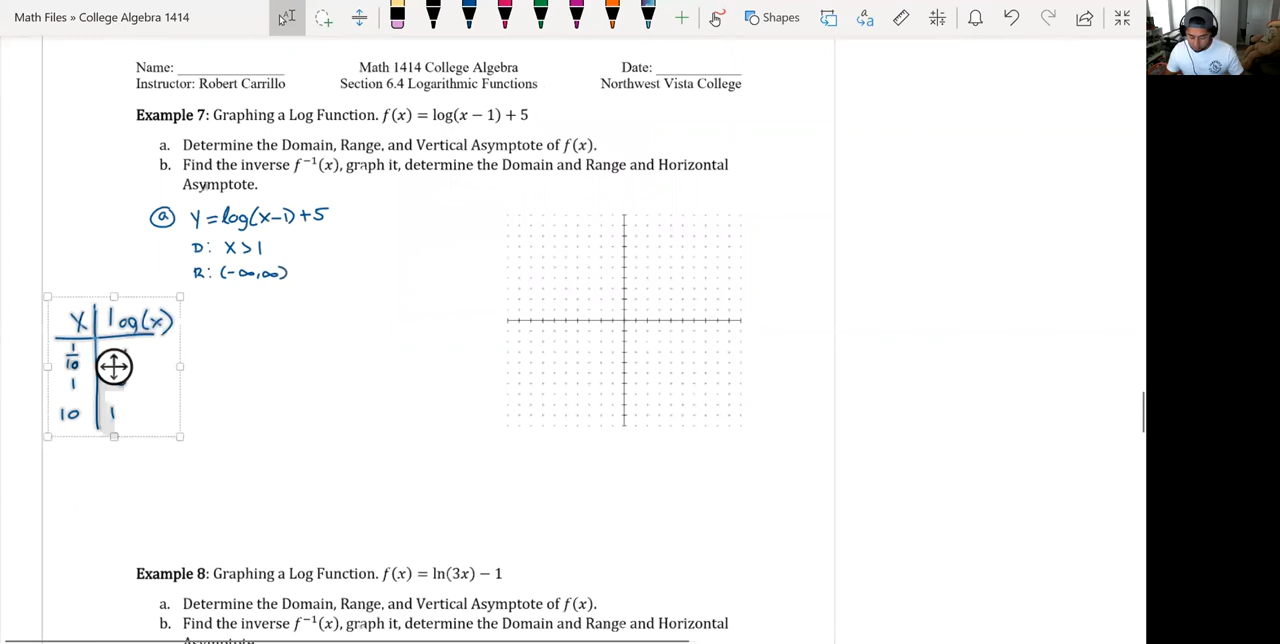 Math Files » College Algebra 1414
Shapes
Name: ____________ Math 1414 College Algebra Date: ____________
Instructor: Robert Carrillo Section 6.4 Logarithmic Functions Northwest Vista College
Example 7: Graphing a Log Function. f(x) = log(x − 1) + 5
a. Determine the Domain, Range, and Vertical Asymptote of f(x).
b. Find the inverse f⁻¹(x), graph it, determine the Domain and Range and Horizontal
Asymptote.
ⓐ y = log(x-1)+5
D: x > 1
R: (-∞,∞)
x | log(x)
1/10
1
10 | 1
Example 8: Graphing a Log Function. f(x) = ln(3x) − 1
a. Determine the Domain, Range, and Vertical Asymptote of f(x).
b. Find the inverse f⁻¹(x), graph it, determine the Domain and Range and Horizontal